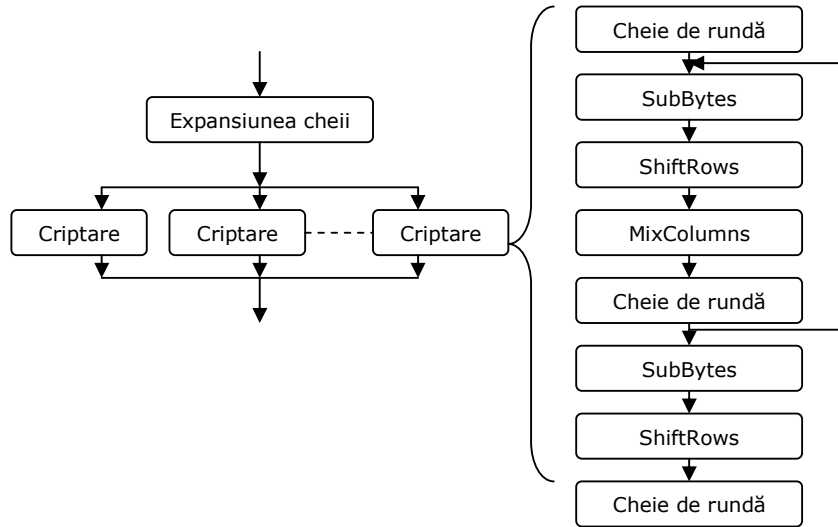 Expansiunea cheii
Criptare
Criptare
Criptare
Cheie de rundă
SubBytes
ShiftRows
MixColumns
Cheie de rundă
SubBytes
ShiftRows
Cheie de rundă